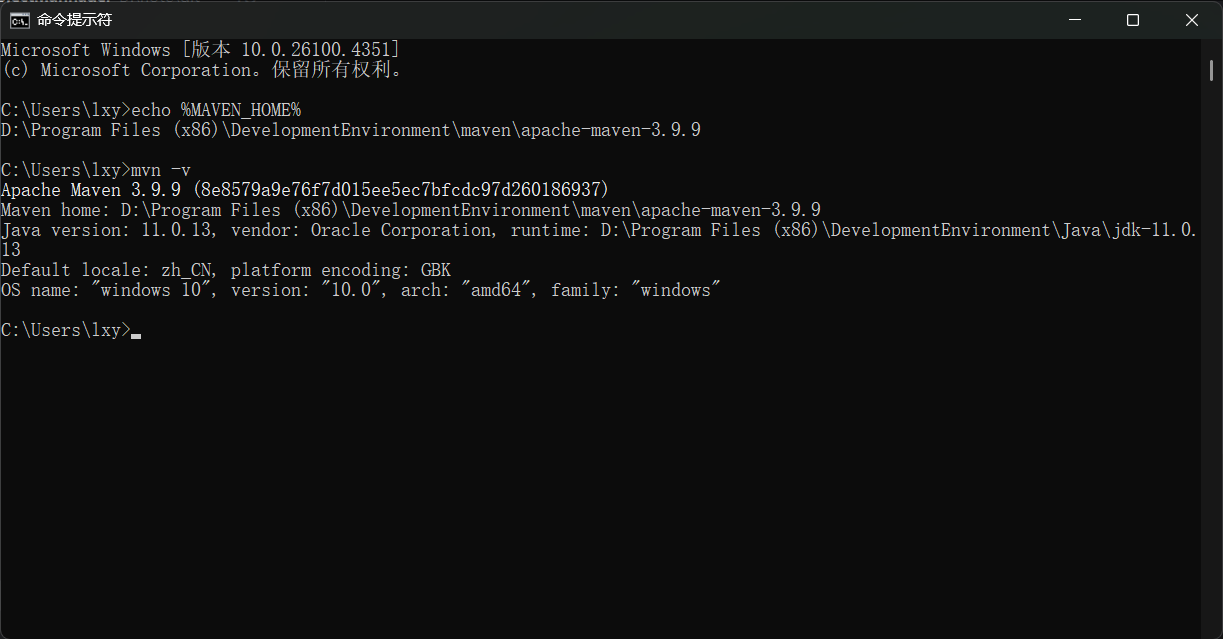 命令提示符
Microsoft Windows [版本 10.0.26100.4351]
(c) Microsoft Corporation。保留所有权利。
C:\Users\lxy>echo %MAVEN_HOME%
D:\Program Files (x86)\DevelopmentEnvironment\maven\apache-maven-3.9.9
C:\Users\lxy>mvn -v
Apache Maven 3.9.9 (8e8579a9e76f7d015ee5ec7bfcdc97d260186937)
Maven home: D:\Program Files (x86)\DevelopmentEnvironment\maven\apache-maven-3.9.9
Java version: 11.0.13, vendor: Oracle Corporation, runtime: D:\Program Files (x86)\DevelopmentEnvironment\Java\jdk-11.0.
13
Default locale: zh_CN, platform encoding: GBK
OS name: "windows 10", version: "10.0", arch: "amd64", family: "windows"
C:\Users\lxy>